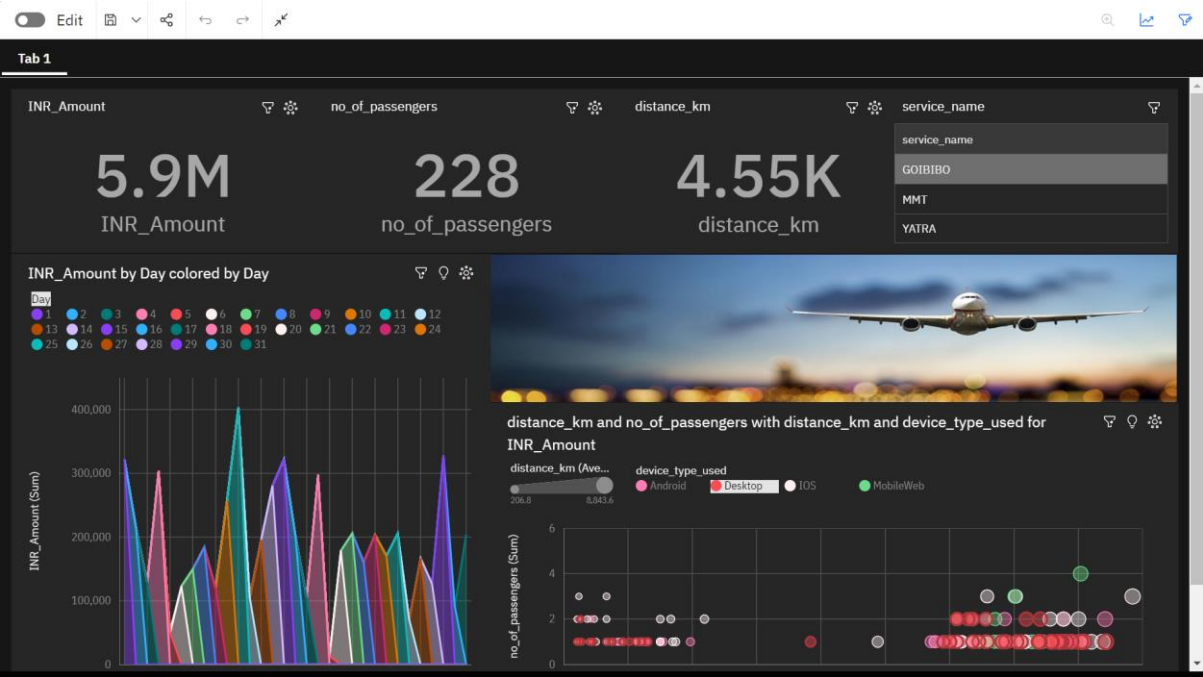 Edit
Tab 1
INR_Amount
5.9M
INR_Amount
no_of_passengers
228
no_of_passengers
distance_km
4.55K
distance_km
service_name
service_name
GOIBIBO
MMT
YATRA
INR_Amount by Day colored by Day
Day
1 2 3 4 5 6 7 8 9 10 11 12
13 14 15 16 17 18 19 20 21 22 23 24
25 26 27 28 29 30 31
INR_Amount (Sum)
400,000
300,000
200,000
100,000
0
distance_km and no_of_passengers with distance_km and device_type_used for
INR_Amount
distance_km (Ave...
206.8 8,843.6
device_type_used
Android Desktop IOS MobileWeb
no_of_passengers (Sum)
6
4
2
0